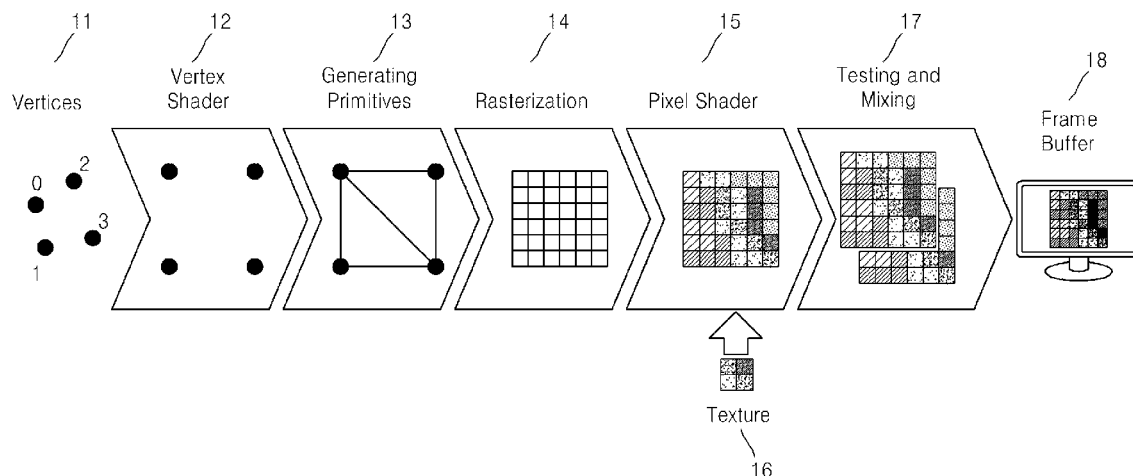 11
12
13
14
15
17
18
Vertices
Vertex
Shader
Generating
Primitives
Rasterization
Pixel Shader
Testing and
Mixing
Frame
Buffer
0
2
1
3
Texture
16